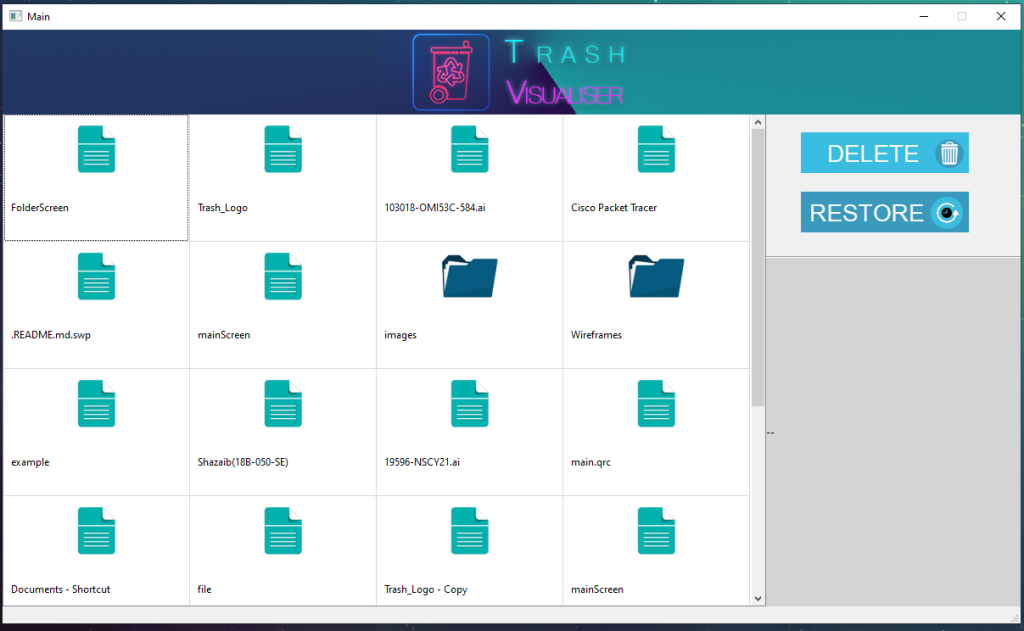 Main
TRASH
VISUALISER
DELETE
RESTORE
FolderScreen
Trash_Logo
103018-OMI53C-584.ai
Cisco Packet Tracer
.README.md.swp
mainScreen
images
Wireframes
example
Shazaib(18B-050-SE)
19596-NSCY21.ai
main.qrc
--
Documents - Shortcut
file
Trash_Logo - Copy
mainScreen